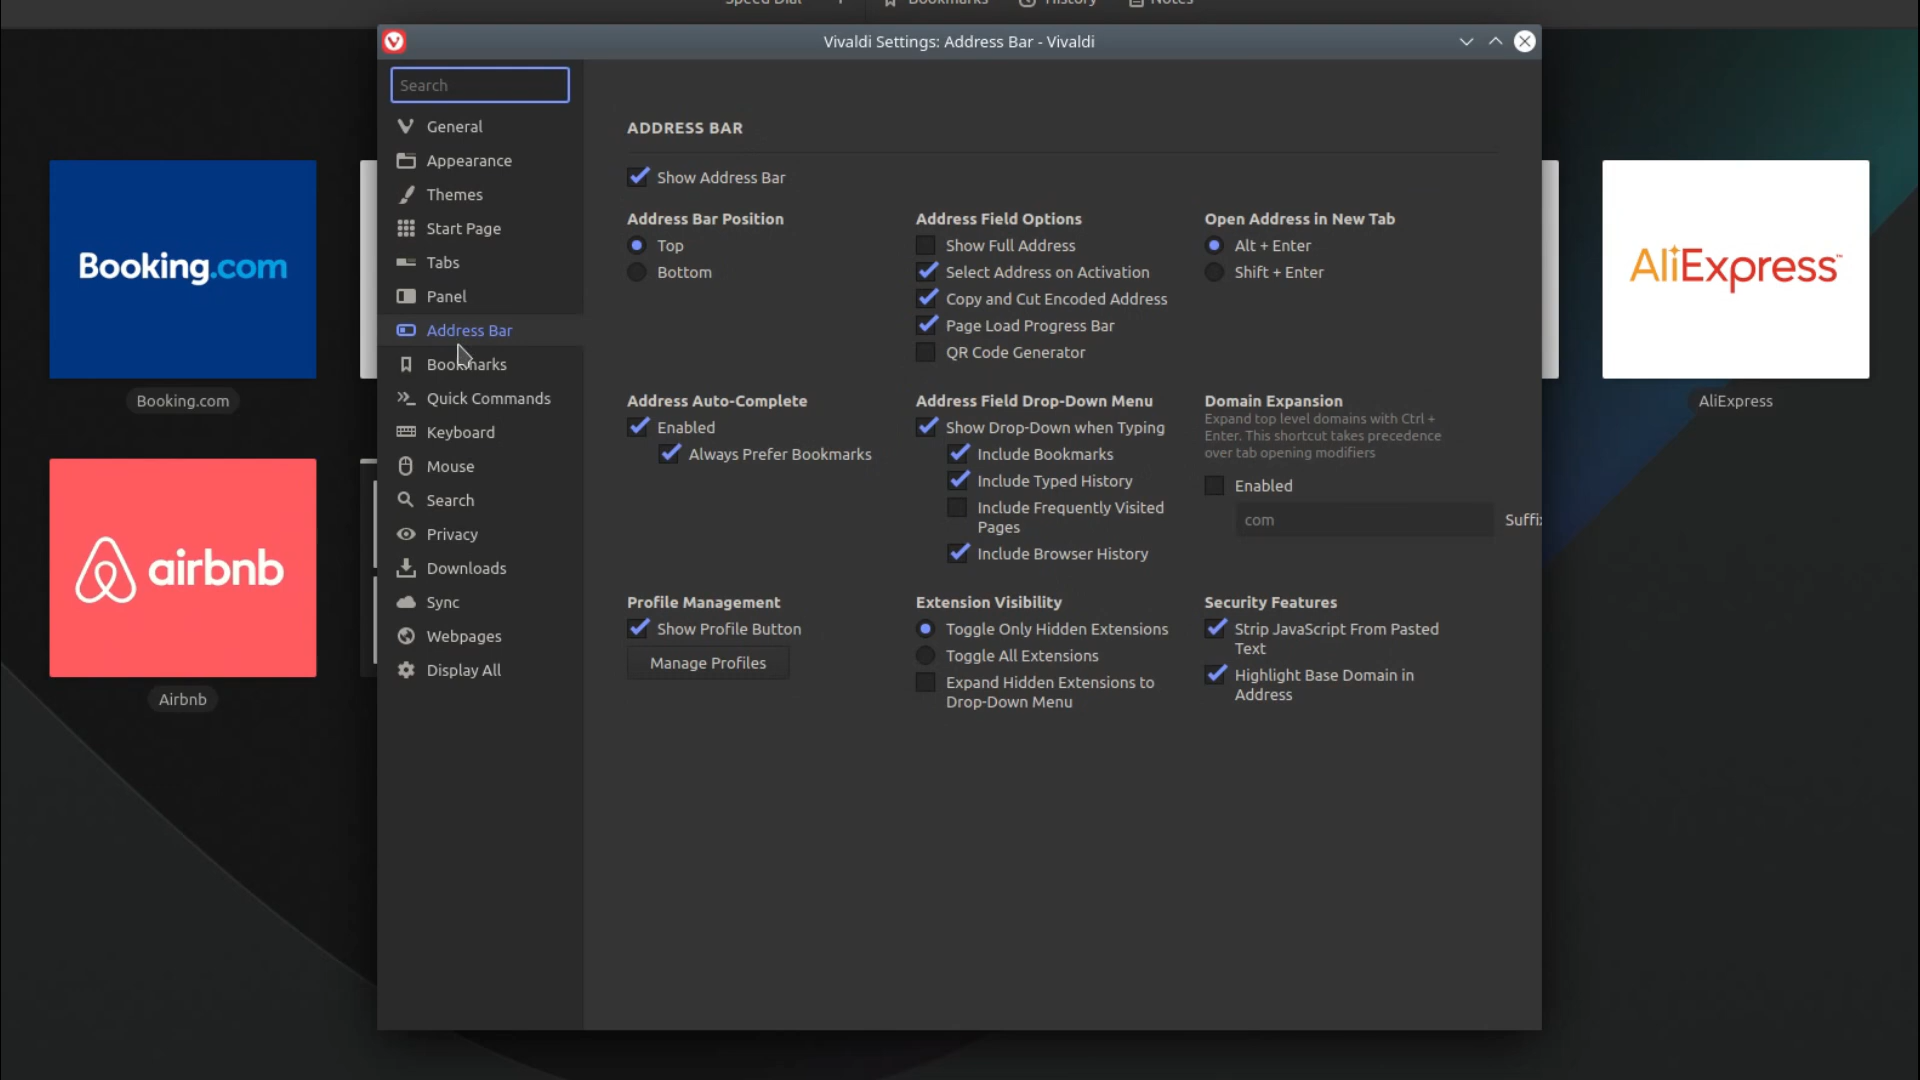 Speed Dial
Bookmarks
History
Notes
Vivaldi Settings: Address Bar - Vivaldi
Search
General
Appearance
Themes
Start Page
Tabs
Panel
Address Bar
Bookmarks
Quick Commands
Keyboard
Mouse
Search
Privacy
Downloads
Sync
Webpages
Display All
ADDRESS BAR
Show Address Bar
Address Bar Position
Top
Bottom
Address Field Options
Show Full Address
Select Address on Activation
Copy and Cut Encoded Address
Page Load Progress Bar
QR Code Generator
Open Address in New Tab
Alt + Enter
Shift + Enter
Address Auto-Complete
Enabled
Always Prefer Bookmarks
Address Field Drop-Down Menu
Show Drop-Down when Typing
Include Bookmarks
Include Typed History
Include Frequently Visited
Pages
Include Browser History
Domain Expansion
Expand top level domains with Ctrl +
Enter. This shortcut takes precedence
over tab opening modifiers
Enabled
com
Suffix
Profile Management
Show Profile Button
Manage Profiles
Extension Visibility
Toggle Only Hidden Extensions
Toggle All Extensions
Expand Hidden Extensions to
Drop-Down Menu
Security Features
Strip JavaScript From Pasted
Text
Highlight Base Domain in
Address
Booking.com
Booking.com
airbnb
Airbnb
AliExpress™
AliExpress